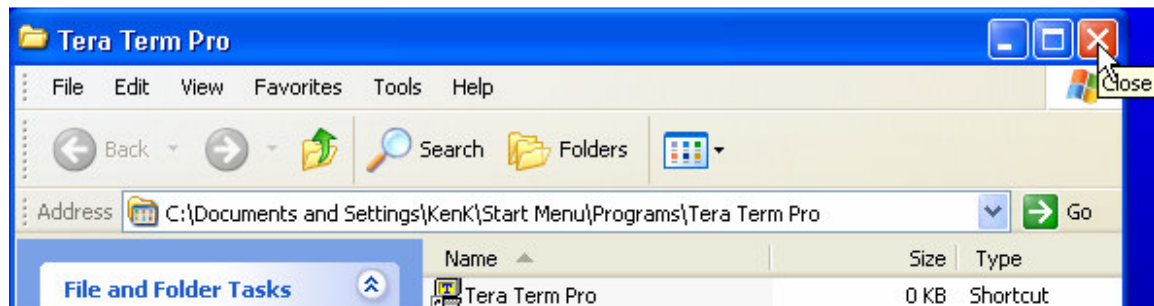 Tera Term Pro
File Edit View Favorites Tools Help
Close
Back Search Folders
Address C:\Documents and Settings\KenK\Start Menu\Programs\Tera Term Pro Go
Name Size Type
File and Folder Tasks
Tera Term Pro 0 KB Shortcut